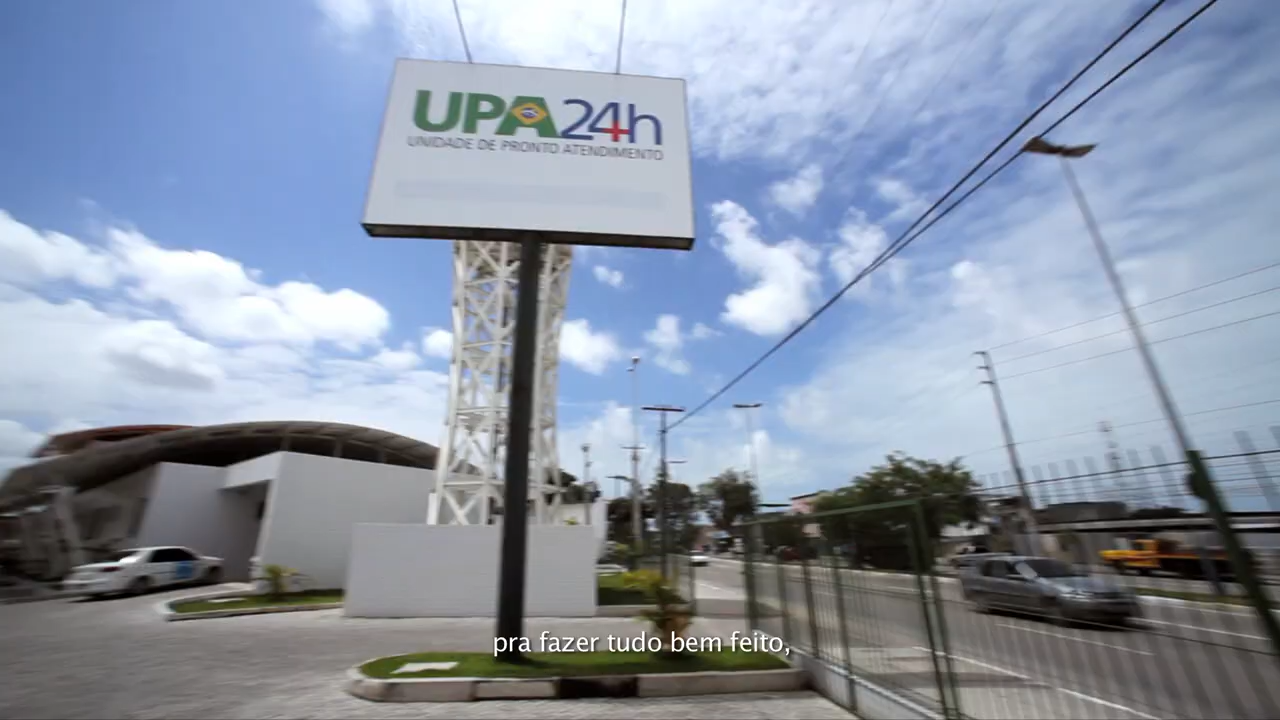 UPA24h
UNIDADE DE PRONTO ATENDIMENTO
pra fazer tudo bem feito,